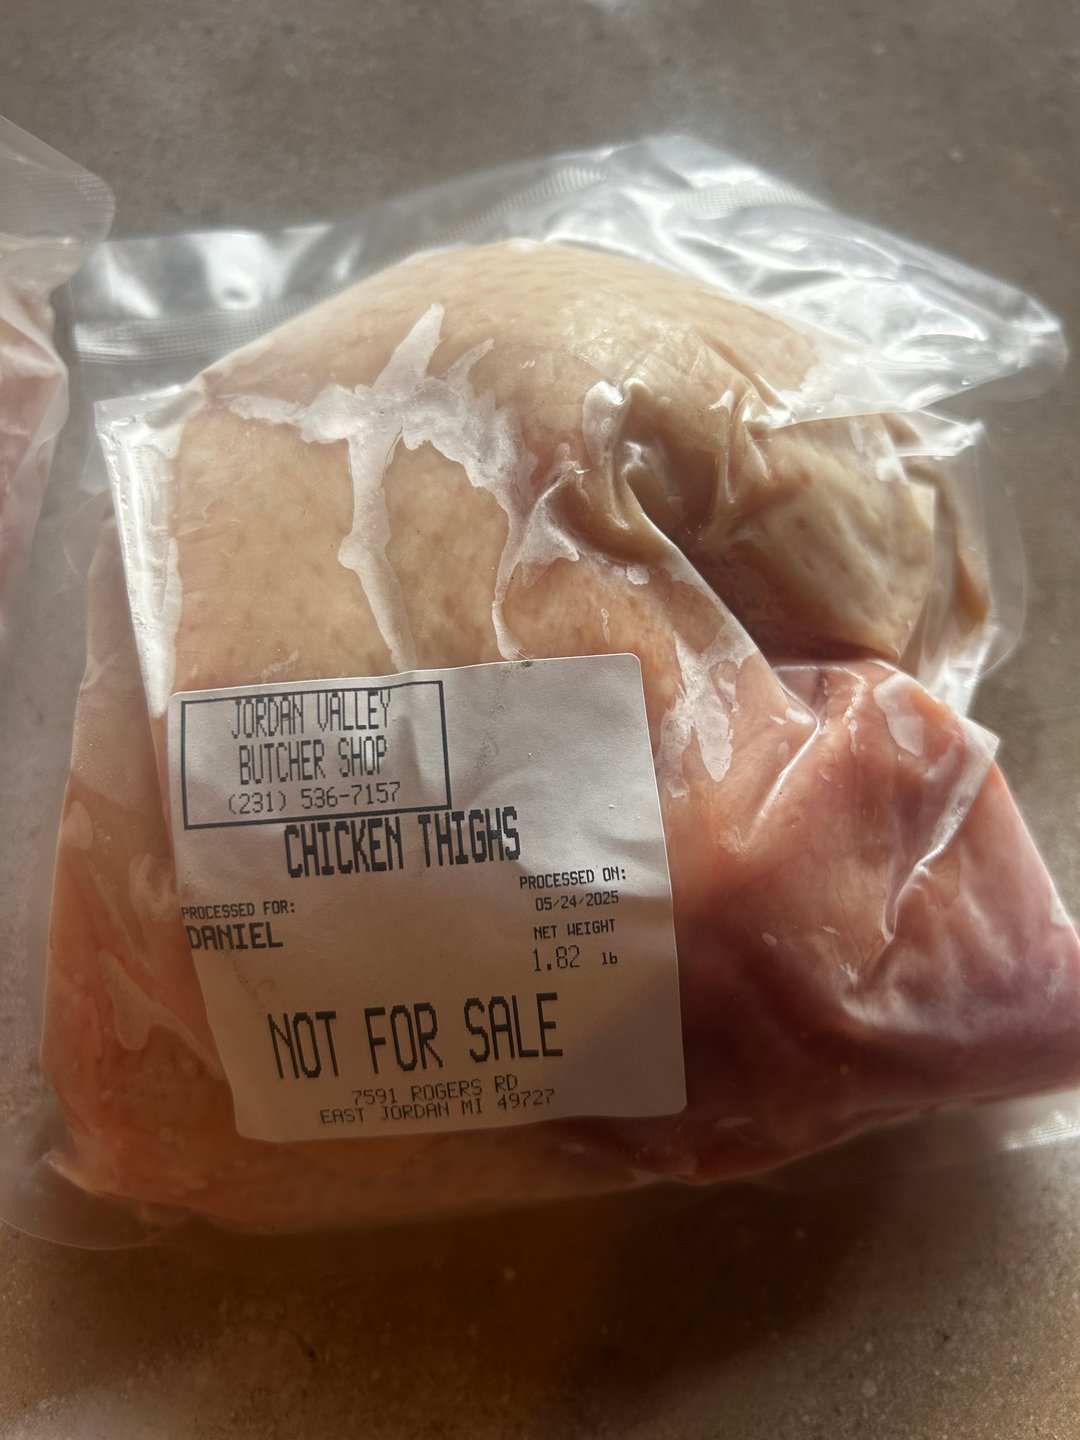 JORDAN VALLEY
BUTCHER SHOP
(231) 536-7157
CHICKEN THIGHS
PROCESSED FOR:
DANIEL
PROCESSED ON:
05/24/2025
NET WEIGHT
1.82 lb
NOT FOR SALE
7591 ROGERS RD
EAST JORDAN MI 49727